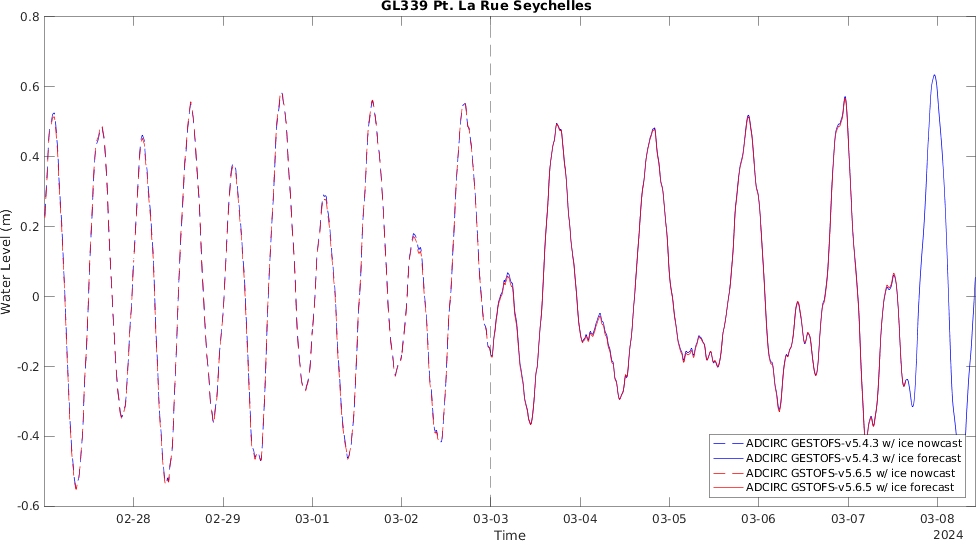 GL339 Pt. La Rue Seychelles
0.8
0.6
0.4
0.2
0
-0.2
-0.4
-0.6
Water Level (m)
ADCIRC GESTOFS-v5.4.3 w/ ice nowcast
ADCIRC GESTOFS-v5.4.3 w/ ice forecast
ADCIRC GSTOFS-v5.6.5 w/ ice nowcast
ADCIRC GSTOFS-v5.6.5 w/ ice forecast
02-28 02-29 03-01 03-02 03-03 03-04 03-05 03-06 03-07 03-08
Time 2024